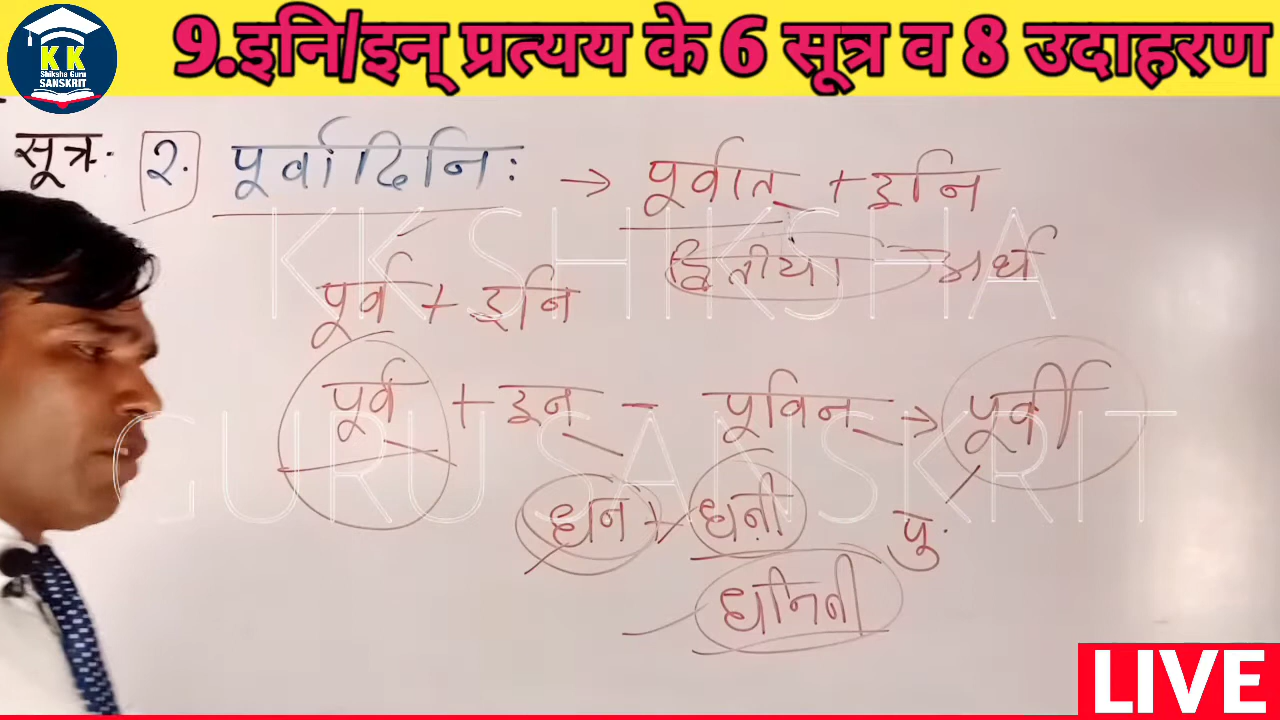 9.इनि/इन् प्रत्यय के 6 सूत्र व 8 उदाहरण
KK
Shiksha Guru
SANSKRIT
सूत्र. २. पूर्वादिनिः → पूर्वात् + इनि
द्वितीया अर्थ
पूर्व + इनि
पूर्व + इन् - पूर्विन् → पूर्वी
धन + धनी पु.
धनिनी
KK SHIKSHA
GURU SANSKRIT
LIVE